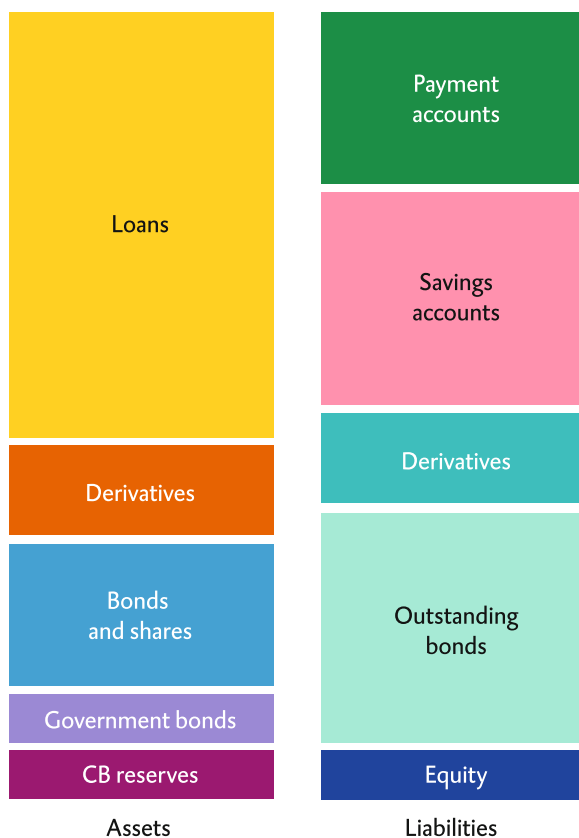 Loans
Derivatives
Bonds
and shares
Government bonds
CB reserves
Assets
Payment
accounts
Savings
accounts
Derivatives
Outstanding
bonds
Equity
Liabilities